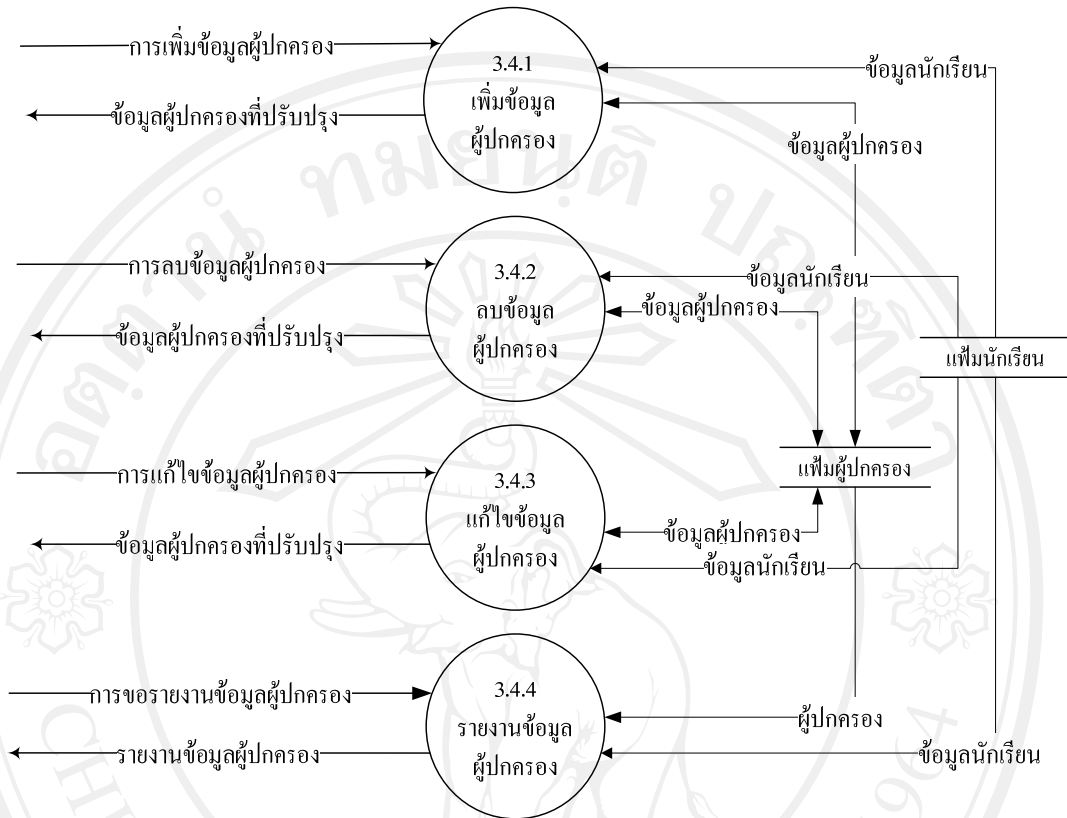 การเพิ่มข้อมูลผู้ปกครอง
3.4.1
เพิ่มข้อมูล
ผู้ปกครอง
ข้อมูลนักเรียน
ข้อมูลผู้ปกครองที่ปรับปรุง
ข้อมูลผู้ปกครอง
การลบข้อมูลผู้ปกครอง
3.4.2
ลบข้อมูล
ผู้ปกครอง
ข้อมูลนักเรียน
ข้อมูลผู้ปกครอง
ข้อมูลผู้ปกครองที่ปรับปรุง
แฟ้มนักเรียน
การแก้ไขข้อมูลผู้ปกครอง
3.4.3
แก้ไขข้อมูล
ผู้ปกครอง
แฟ้มผู้ปกครอง
ข้อมูลผู้ปกครองที่ปรับปรุง
ข้อมูลผู้ปกครอง
ข้อมูลนักเรียน
การขอรายงานข้อมูลผู้ปกครอง
3.4.4
รายงานข้อมูล
ผู้ปกครอง
ผู้ปกครอง
รายงานข้อมูลผู้ปกครอง
ข้อมูลนักเรียน
อตฺตานํ ทมยนฺติ ปณฺฑิตา